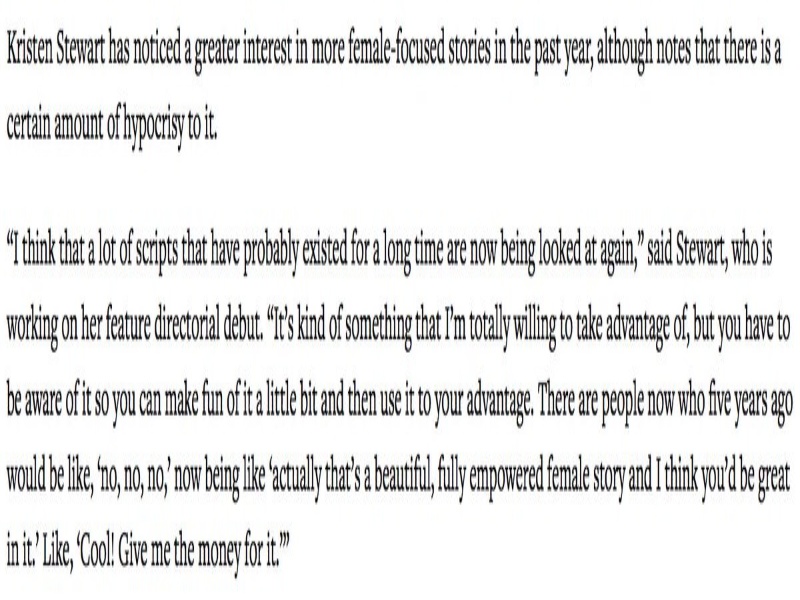 Kristen Stewart has noticed a greater interest in more female-focused stories in the past year, although notes that there is a
certain amount of hypocrisy to it.
“I think that a lot of scripts that have probably existed for a long time are now being looked at again,” said Stewart, who is
working on her feature directorial debut. “It’s kind of something that I’m totally willing to take advantage of, but you have to
be aware of it so you can make fun of it a little bit and then use it to your advantage. There are people now who five years ago
would be like, ‘no, no, no,’ now being like ‘actually that’s a beautiful, fully empowered female story and I think you’d be great
in it.’ Like, ‘Cool! Give me the money for it.’”